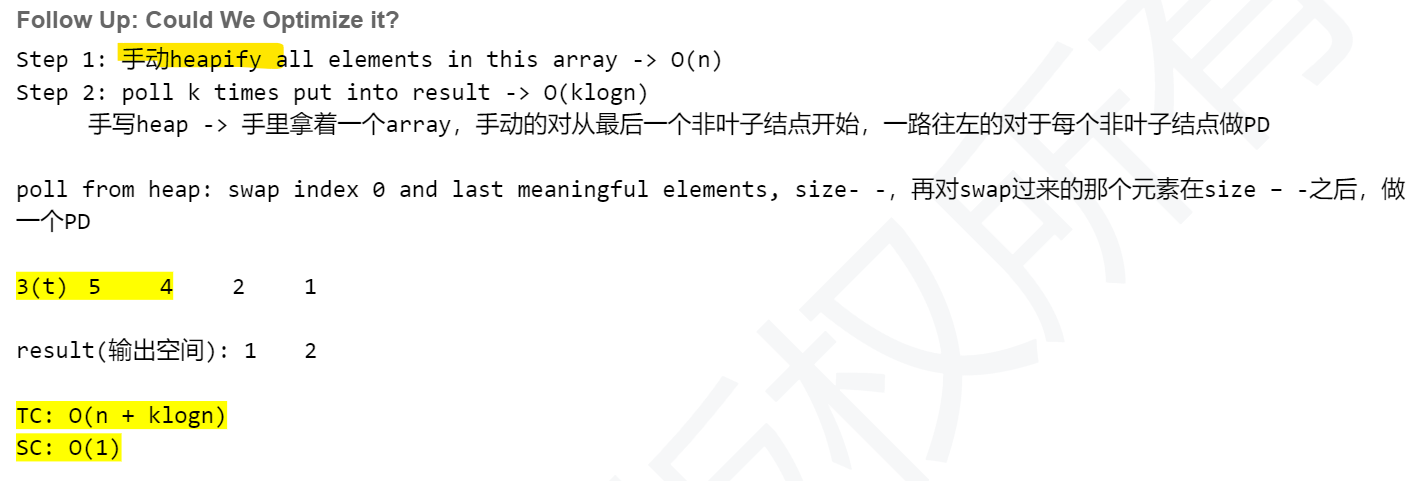 Follow Up: Could We Optimize it?
Step 1: 手动heapify all elements in this array -> O(n)
Step 2: poll k times put into result -> O(klogn)
手写heap -> 手里拿着一个array，手动的对从最后一个非叶子结点开始，一路往左的对于每个非叶子结点做PD
poll from heap: swap index 0 and last meaningful elements, size- -，再对swap过来的那个元素在size – -之后，做
一个PD
3(t) 5 4 2 1
result(输出空间): 1 2
TC: O(n + klogn)
SC: O(1)
版权所有